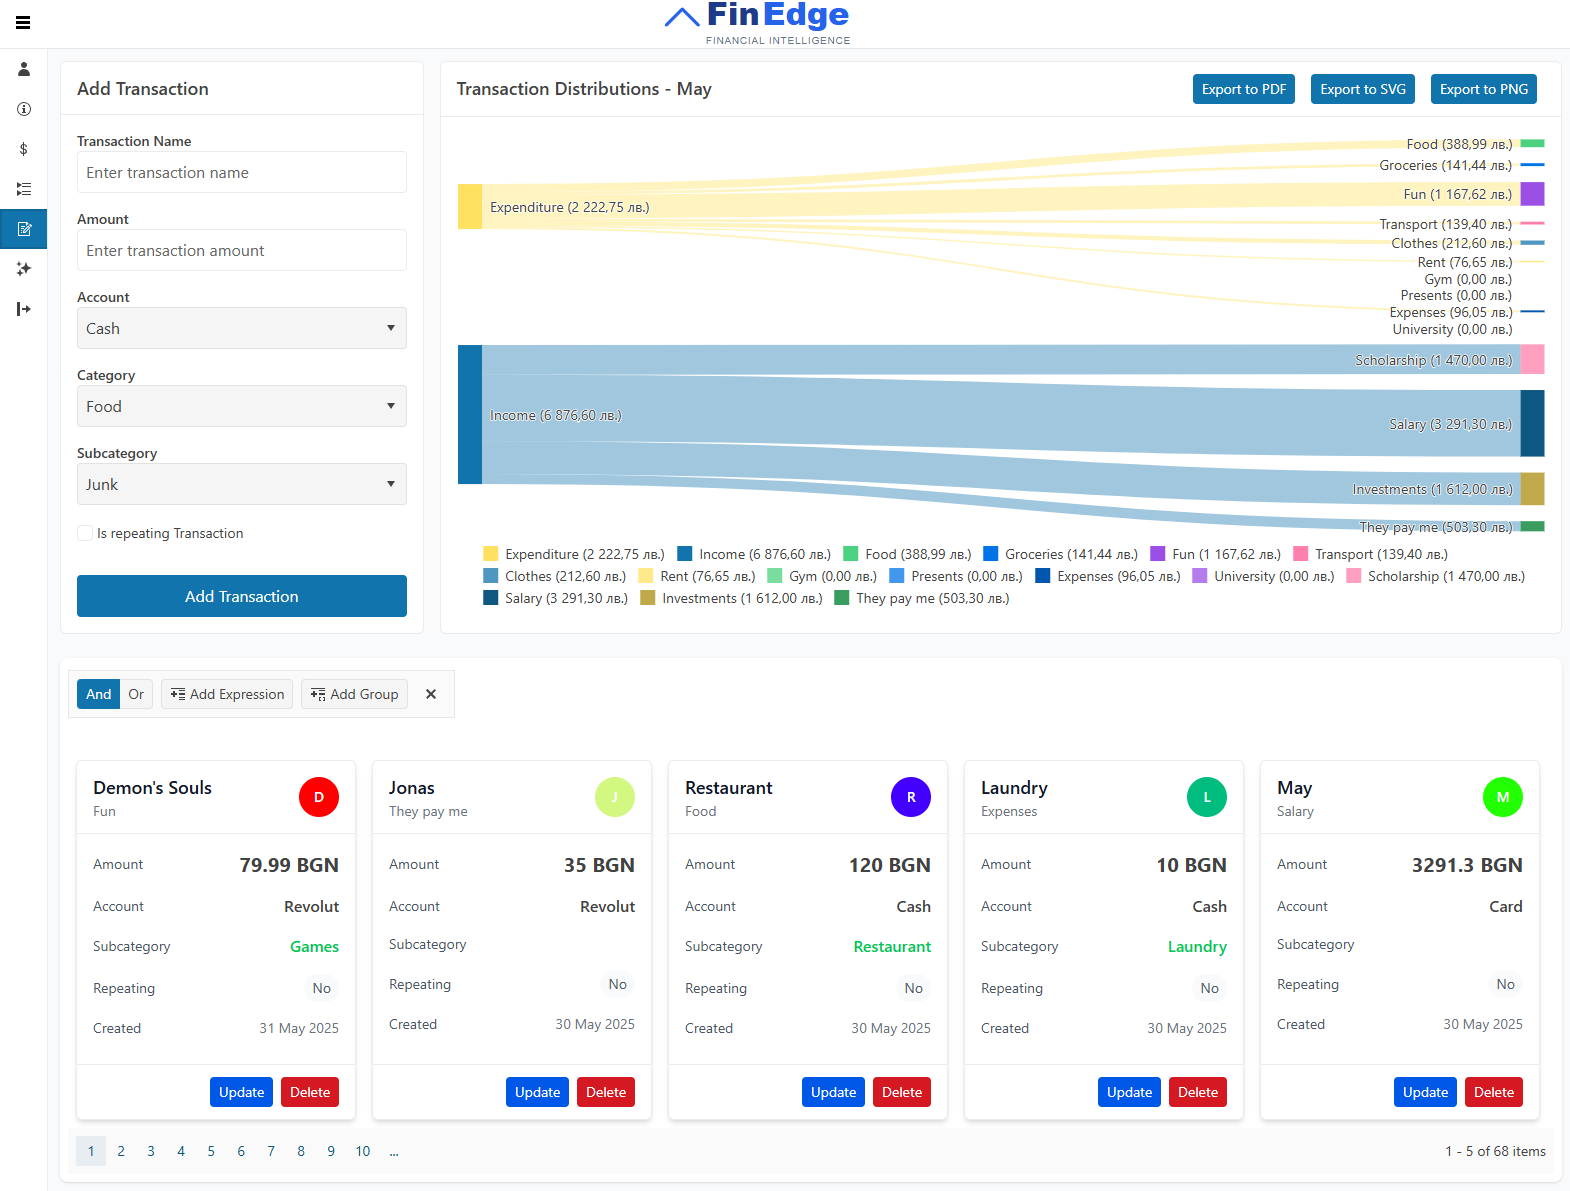 FinEdge
FINANCIAL INTELLIGENCE
Add Transaction
Transaction Name
Enter transaction name
Amount
Enter transaction amount
Account
Cash
Category
Food
Subcategory
Junk
Is repeating Transaction
Add Transaction
Transaction Distributions - May
Export to PDF Export to SVG Export to PNG
Food (388,99 лв.)
Groceries (141,44 лв.)
Fun (1 167,62 лв.)
Expenditure (2 222,75 лв.)
Transport (139,40 лв.)
Clothes (212,60 лв.)
Rent (76,65 лв.)
Gym (0,00 лв.)
Presents (0,00 лв.)
Expenses (96,05 лв.)
University (0,00 лв.)
Scholarship (1 470,00 лв.)
Income (6 876,60 лв.)
Salary (3 291,30 лв.)
Investments (1 612,00 лв.)
They pay me (503,30 лв.)
Expenditure (2 222,75 лв.) Income (6 876,60 лв.) Food (388,99 лв.) Groceries (141,44 лв.) Fun (1 167,62 лв.) Transport (139,40 лв.)
Clothes (212,60 лв.) Rent (76,65 лв.) Gym (0,00 лв.) Presents (0,00 лв.) Expenses (96,05 лв.) University (0,00 лв.) Scholarship (1 470,00 лв.)
Salary (3 291,30 лв.) Investments (1 612,00 лв.) They pay me (503,30 лв.)
And Or Add Expression Add Group
Demon's Souls
Fun
D
Amount 79.99 BGN
Account Revolut
Subcategory Games
Repeating No
Created 31 May 2025
Update Delete
Jonas
They pay me
J
Amount 35 BGN
Account Revolut
Subcategory
Repeating No
Created 30 May 2025
Update Delete
Restaurant
Food
R
Amount 120 BGN
Account Cash
Subcategory Restaurant
Repeating No
Created 30 May 2025
Update Delete
Laundry
Expenses
L
Amount 10 BGN
Account Cash
Subcategory Laundry
Repeating No
Created 30 May 2025
Update Delete
May
Salary
M
Amount 3291.3 BGN
Account Card
Subcategory
Repeating No
Created 30 May 2025
Update Delete
1 2 3 4 5 6 7 8 9 10 ...
1 - 5 of 68 items